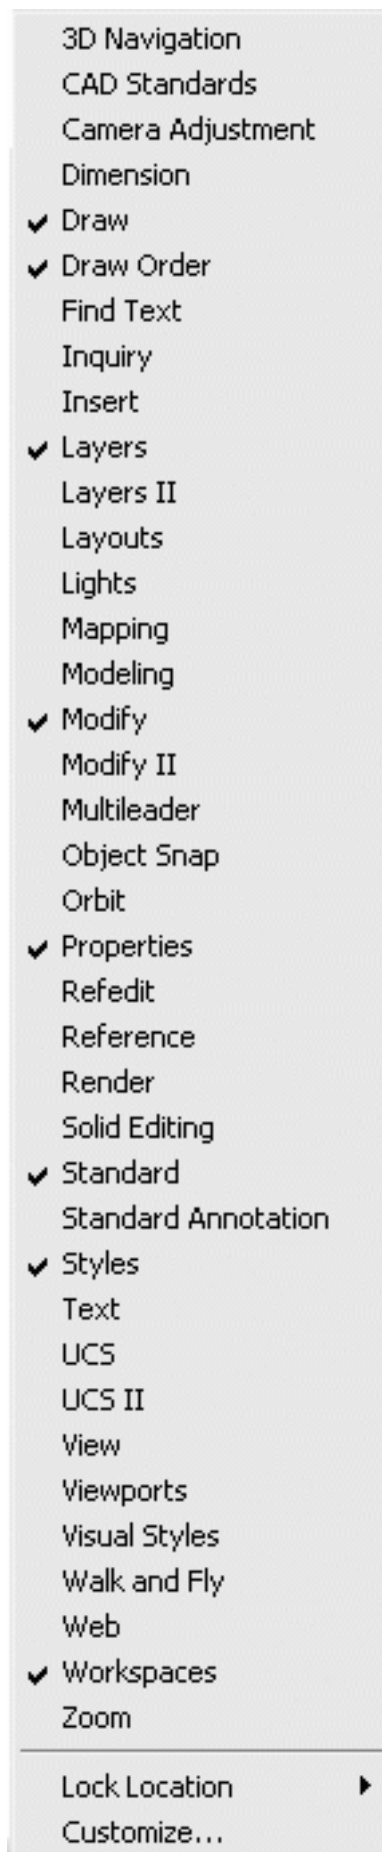 3D Navigation
CAD Standards
Camera Adjustment
Dimension
Draw
Draw Order
Find Text
Inquiry
Insert
Layers
Layers II
Layouts
Lights
Mapping
Modeling
Modify
Modify II
Multileader
Object Snap
Orbit
Properties
Refedit
Reference
Render
Solid Editing
Standard
Standard Annotation
Styles
Text
UCS
UCS II
View
Viewports
Visual Styles
Walk and Fly
Web
Workspaces
Zoom
Lock Location
Customize...